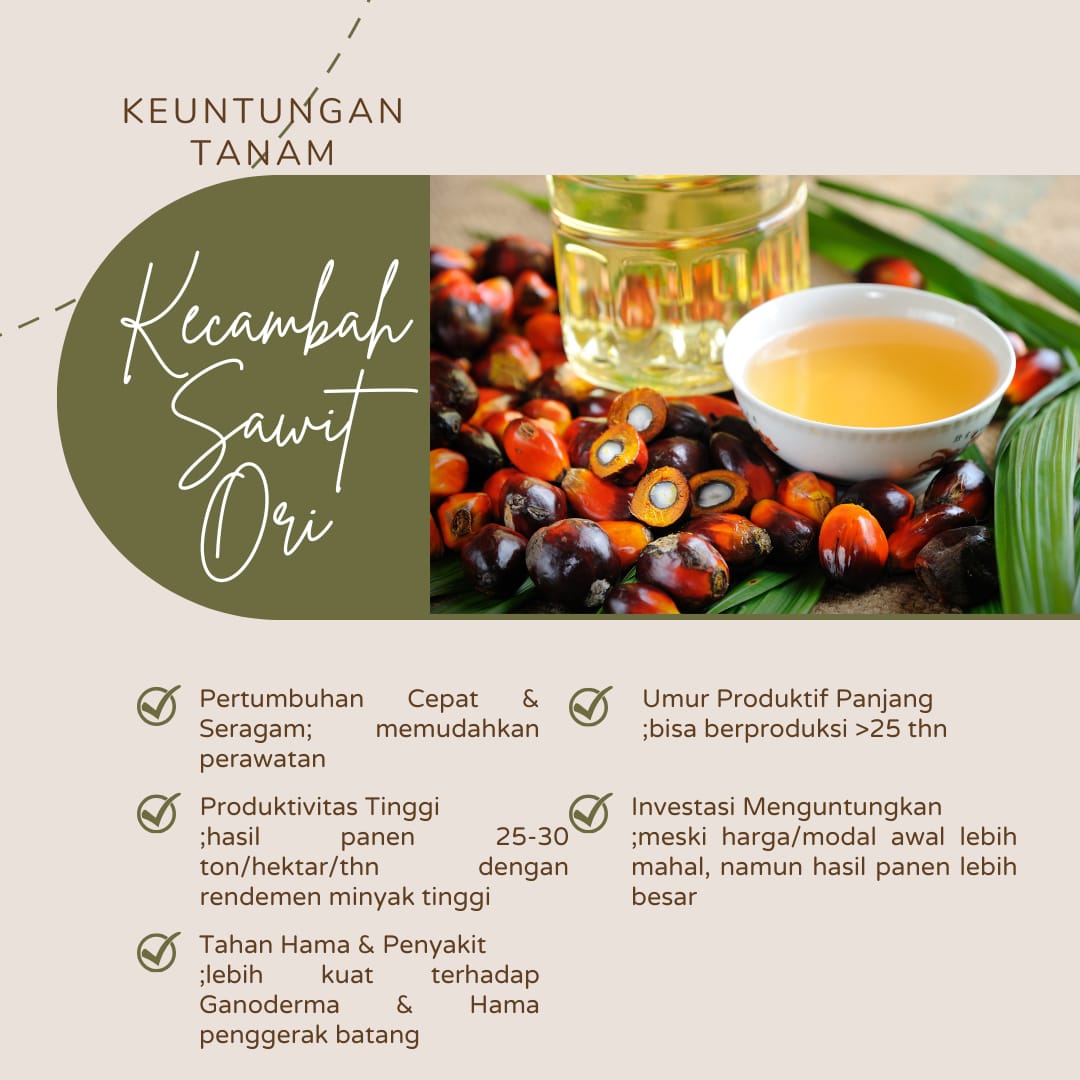 KEUNTUNGAN
TANAM
Kecambah
Sawit
Ori
Pertumbuhan Cepat &
Seragam; memudahkan
perawatan
Produktivitas Tinggi
;hasil panen 25-30
ton/hektar/thn dengan
rendemen minyak tinggi
Tahan Hama & Penyakit
;lebih kuat terhadap
Ganoderma & Hama
penggerak batang
Umur Produktif Panjang
;bisa berproduksi >25 thn
Investasi Menguntungkan
;meski harga/modal awal lebih
mahal, namun hasil panen lebih
besar